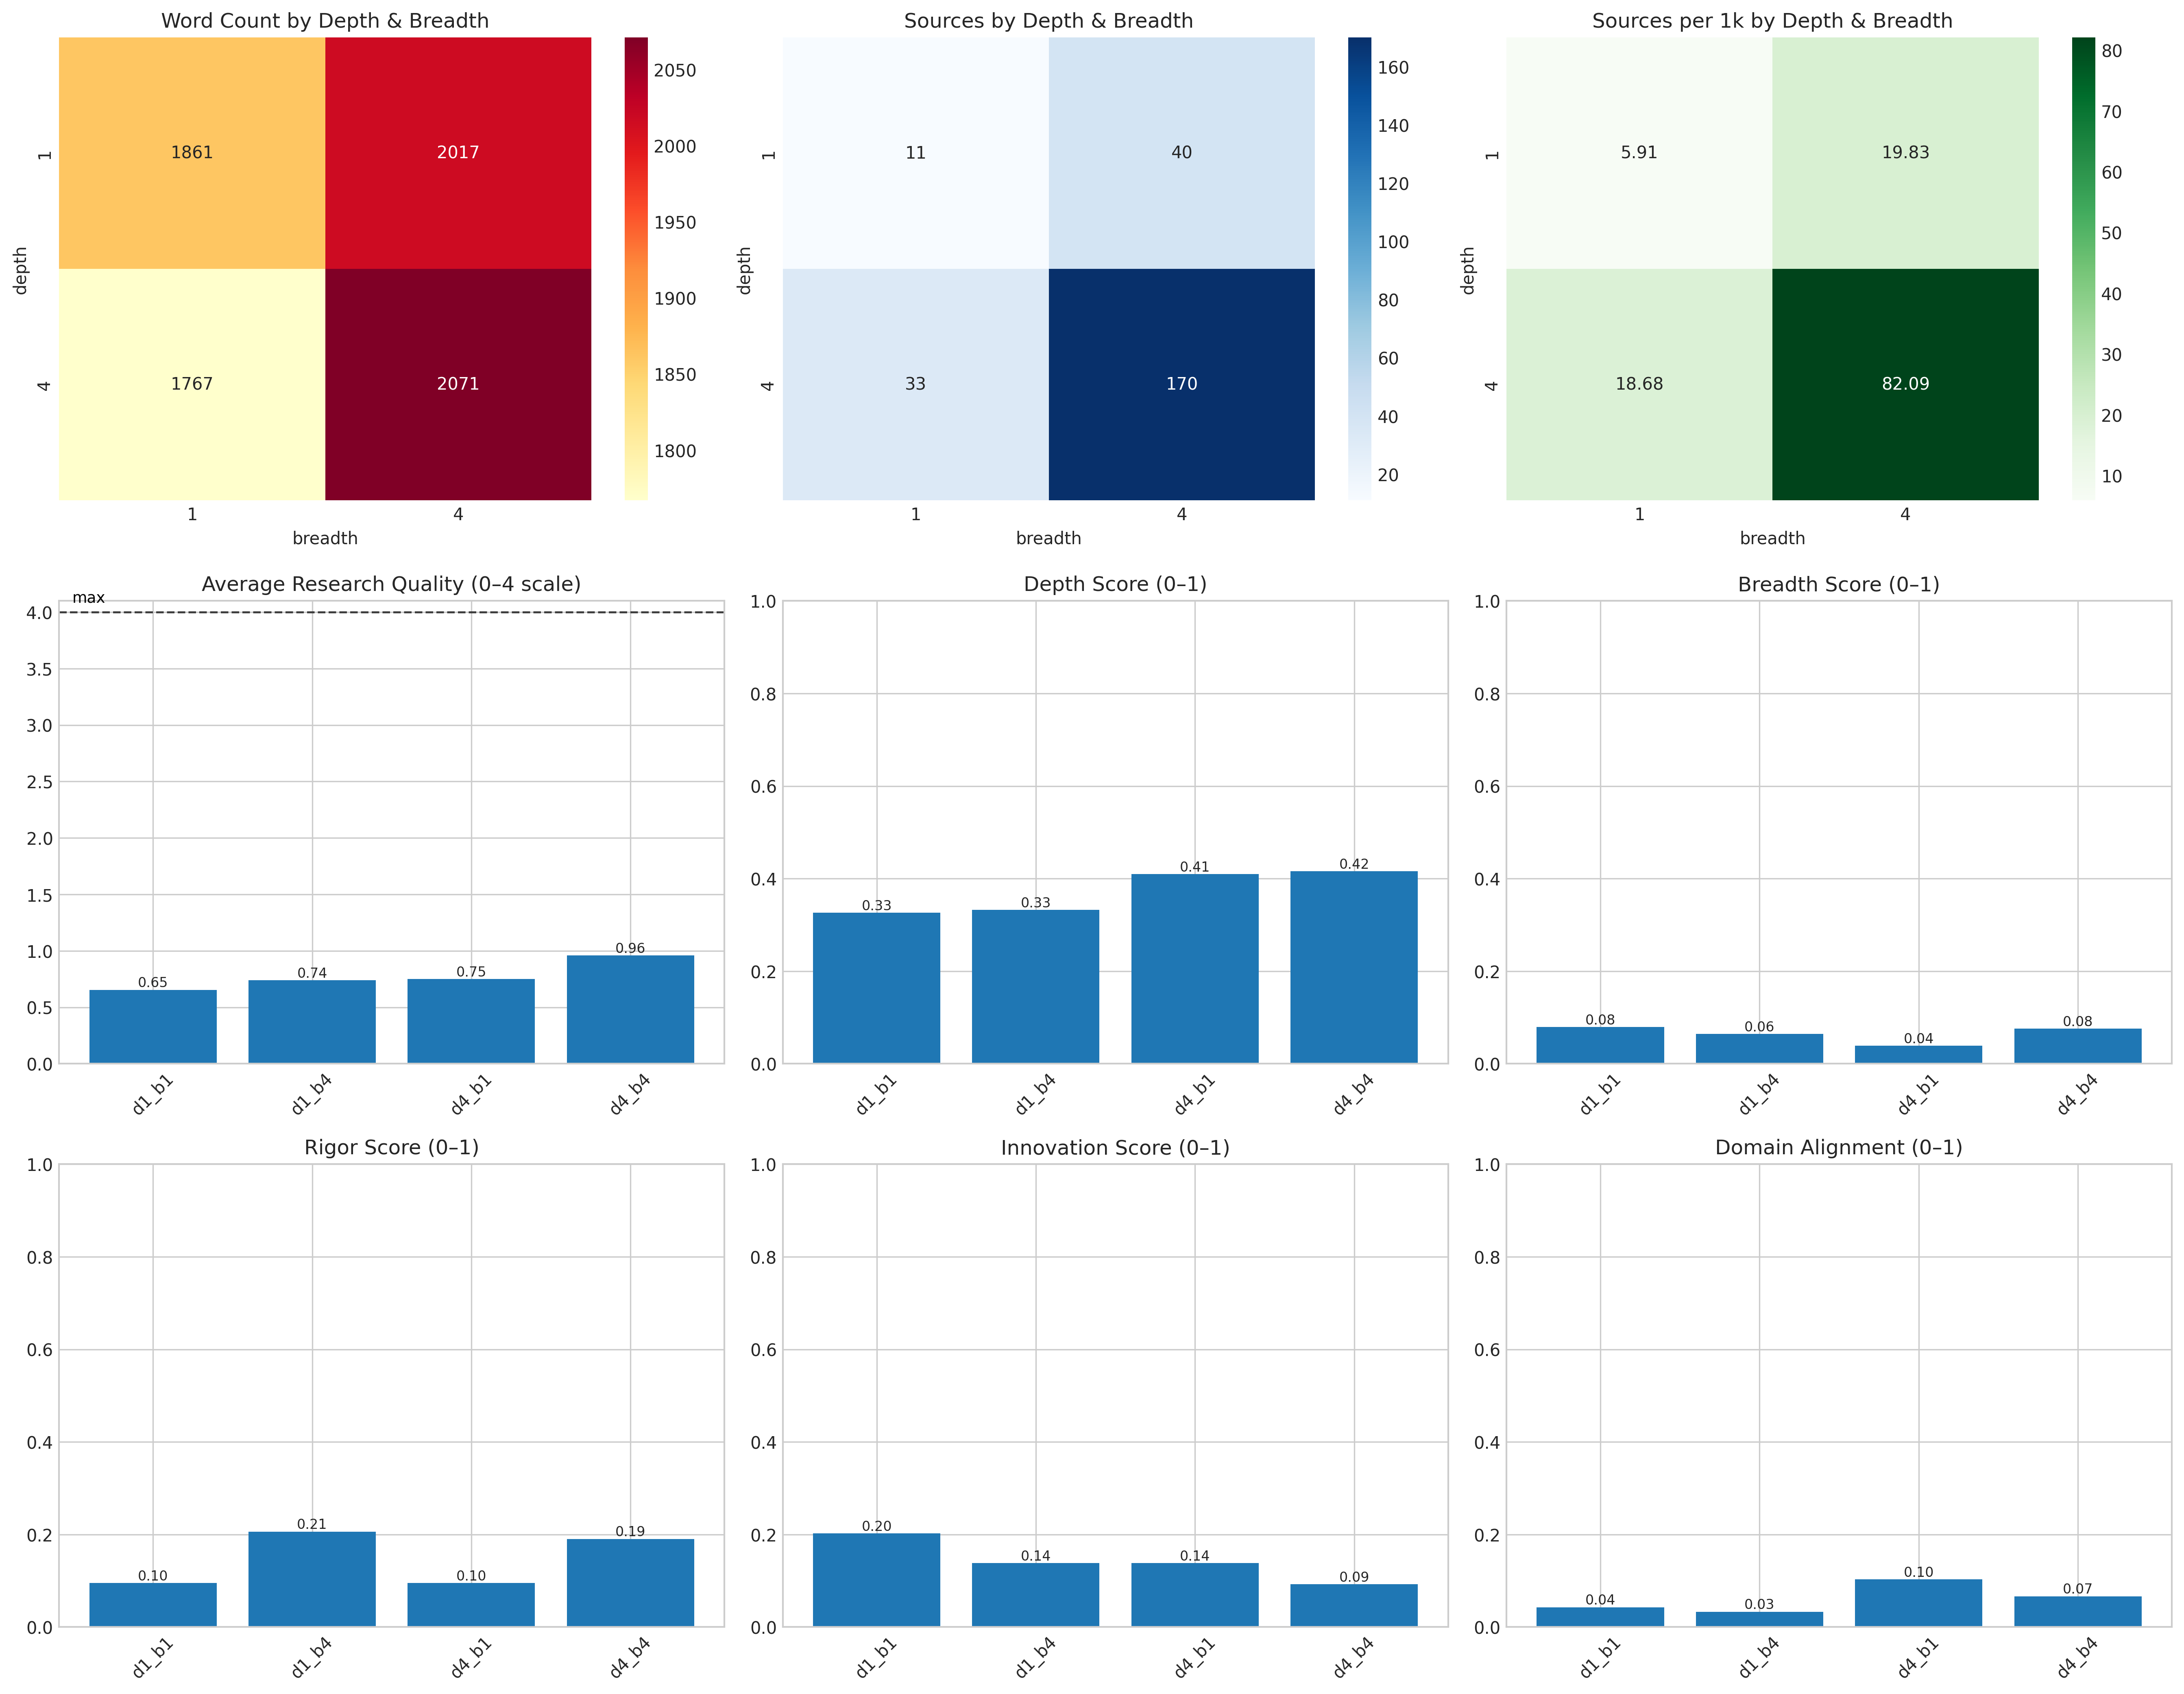 Word Count by Depth & Breadth
1861
2017
1767
2071
1
4
depth
1
4
breadth
2050
2000
1950
1900
1850
1800
Sources by Depth & Breadth
11
40
33
170
1
4
depth
1
4
breadth
160
140
120
100
80
60
40
20
Sources per 1k by Depth & Breadth
5.91
19.83
18.68
82.09
1
4
depth
1
4
breadth
80
70
60
50
40
30
20
10
Average Research Quality (0–4 scale)
max
4.0
3.5
3.0
2.5
2.0
1.5
1.0
0.5
0.0
0.65
0.74
0.75
0.96
d1_b1
d1_b4
d4_b1
d4_b4
Depth Score (0–1)
1.0
0.8
0.6
0.4
0.2
0.0
0.33
0.33
0.41
0.42
d1_b1
d1_b4
d4_b1
d4_b4
Breadth Score (0–1)
1.0
0.8
0.6
0.4
0.2
0.0
0.08
0.06
0.04
0.08
d1_b1
d1_b4
d4_b1
d4_b4
Rigor Score (0–1)
1.0
0.8
0.6
0.4
0.2
0.0
0.10
0.21
0.10
0.19
d1_b1
d1_b4
d4_b1
d4_b4
Innovation Score (0–1)
1.0
0.8
0.6
0.4
0.2
0.0
0.20
0.14
0.14
0.09
d1_b1
d1_b4
d4_b1
d4_b4
Domain Alignment (0–1)
1.0
0.8
0.6
0.4
0.2
0.0
0.04
0.03
0.10
0.07
d1_b1
d1_b4
d4_b1
d4_b4